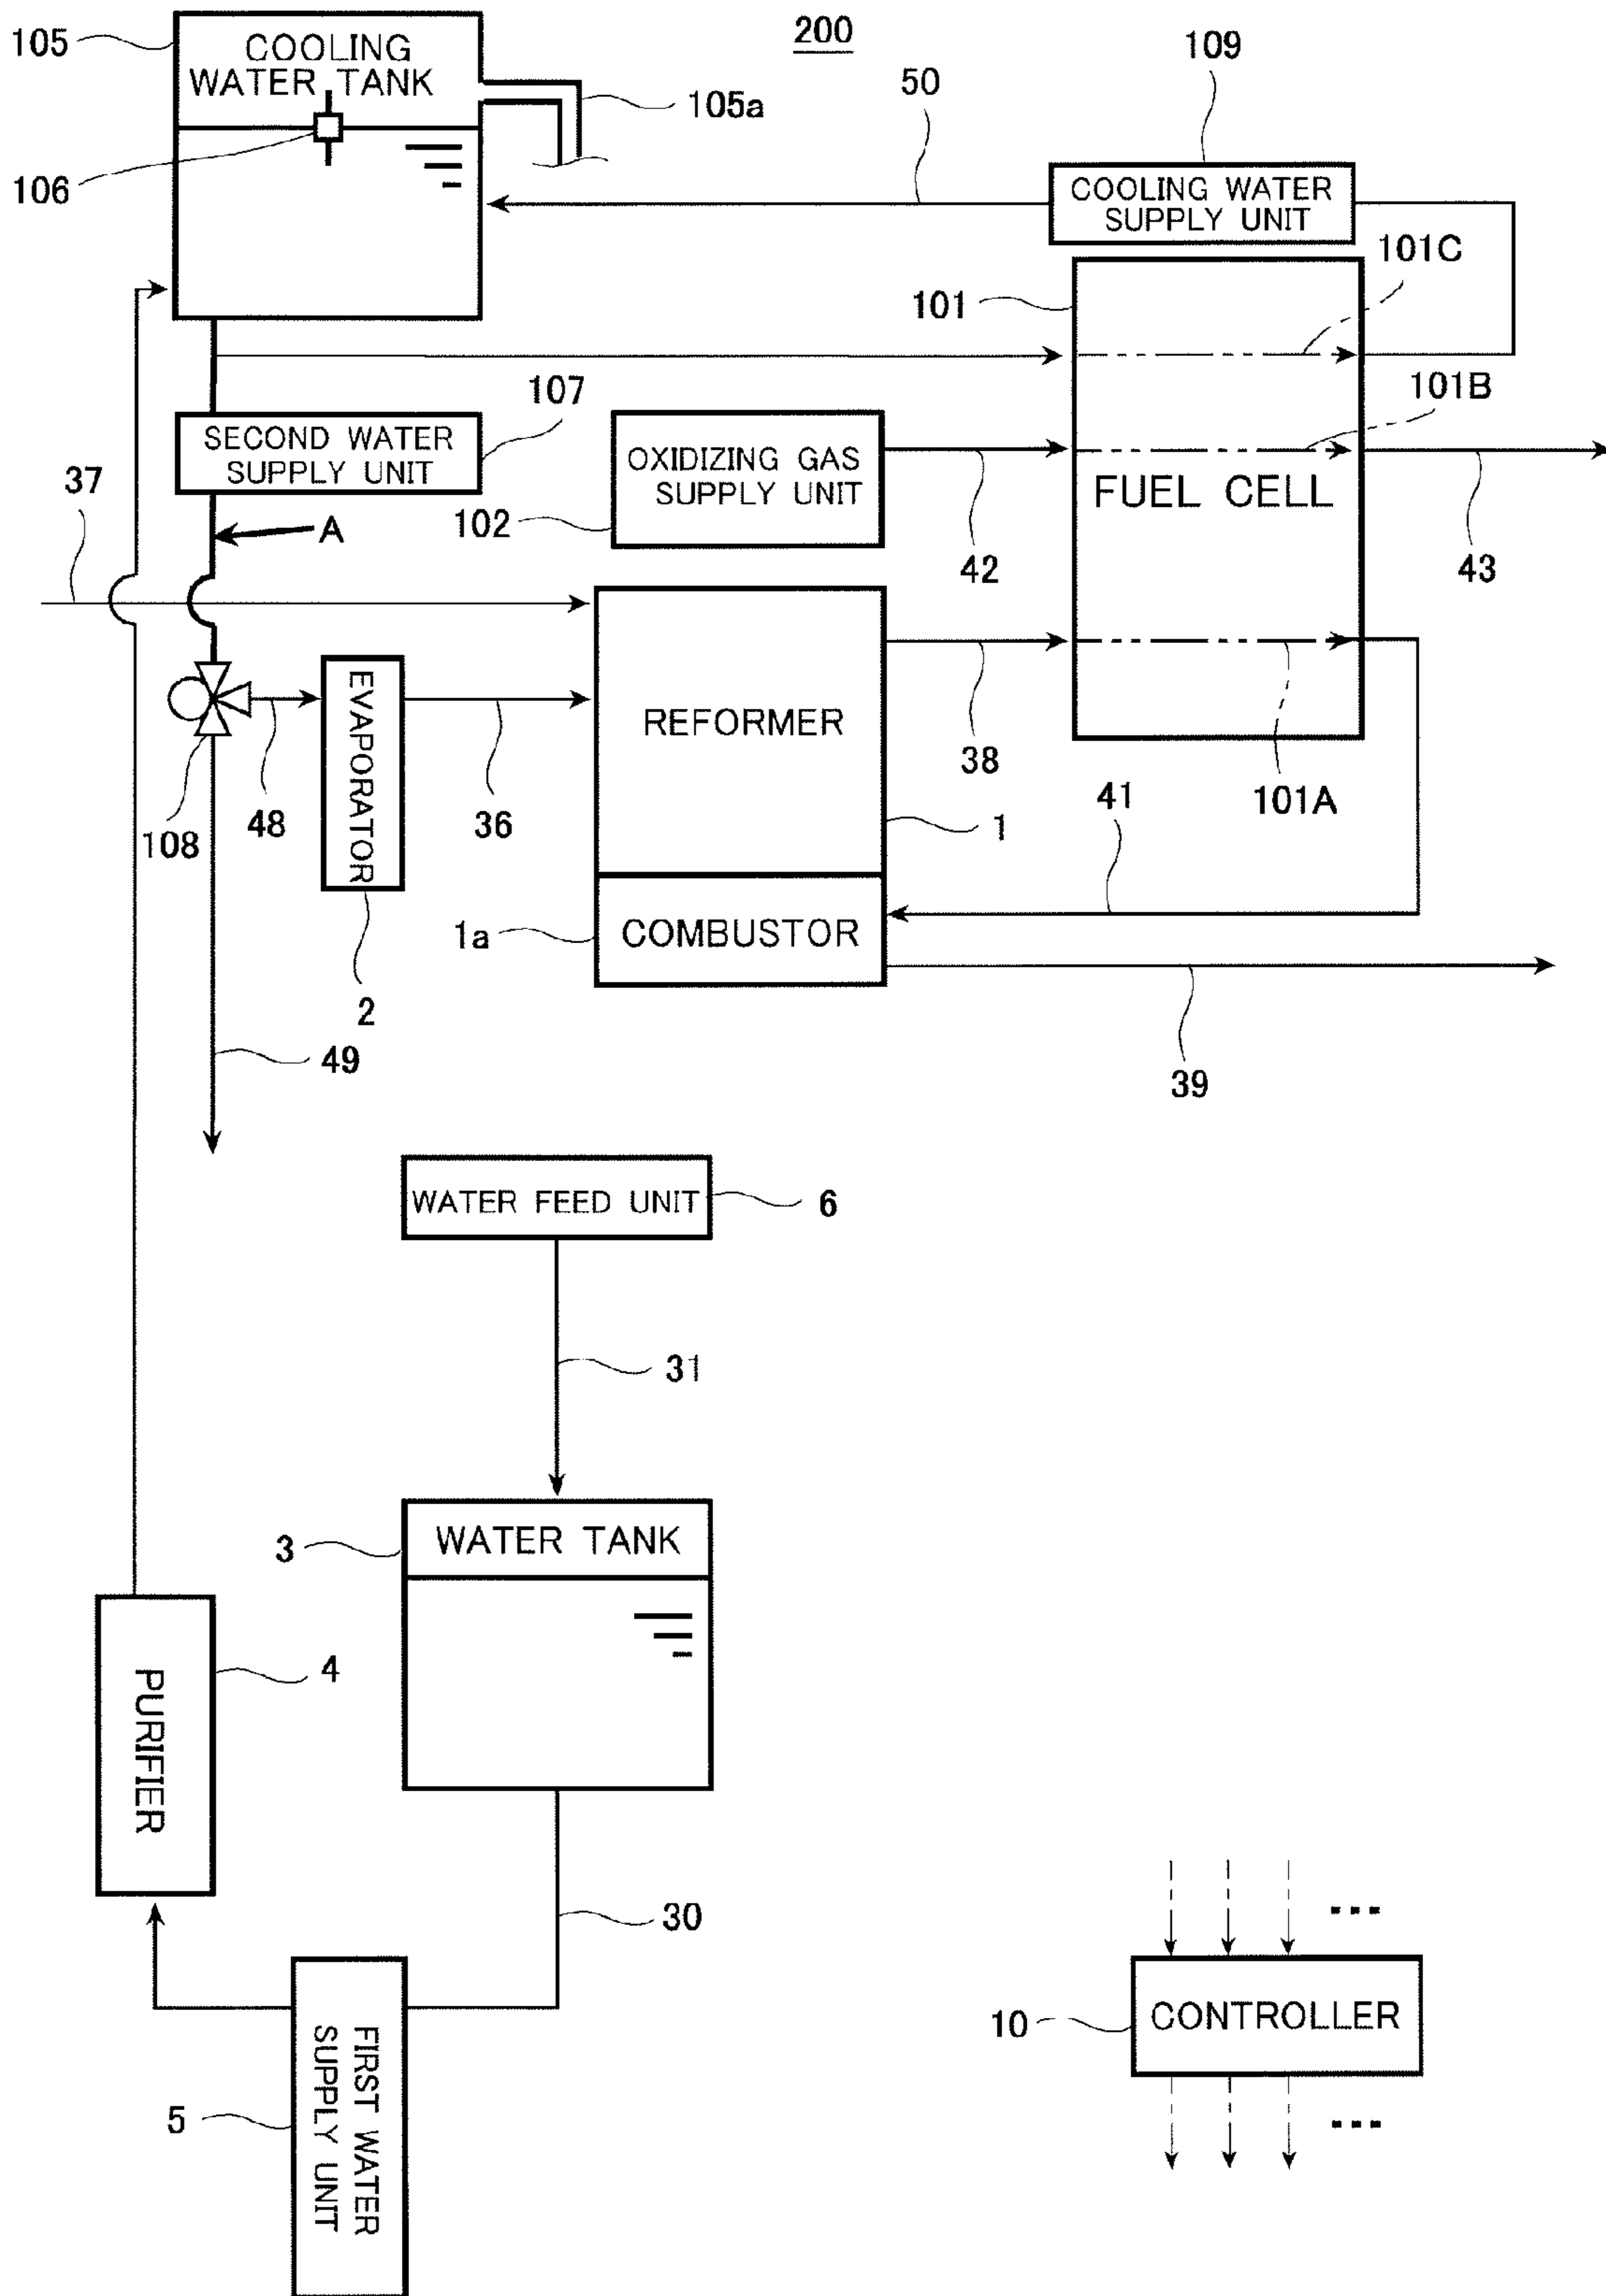 200
105
COOLING
WATER TANK
105a
106
50
109
COOLING WATER
SUPPLY UNIT
101C
101
101B
107
SECOND WATER
SUPPLY UNIT
OXIDIZING GAS
SUPPLY UNIT
102
42
FUEL CELL
43
37
A
EVAPORATOR
REFORMER
38
101A
108
48
36
1
41
1a
COMBUSTOR
2
49
39
WATER FEED UNIT
6
31
3
WATER TANK
4
PURIFIER
30
10
CONTROLLER
5
FIRST WATER
SUPPLY UNIT